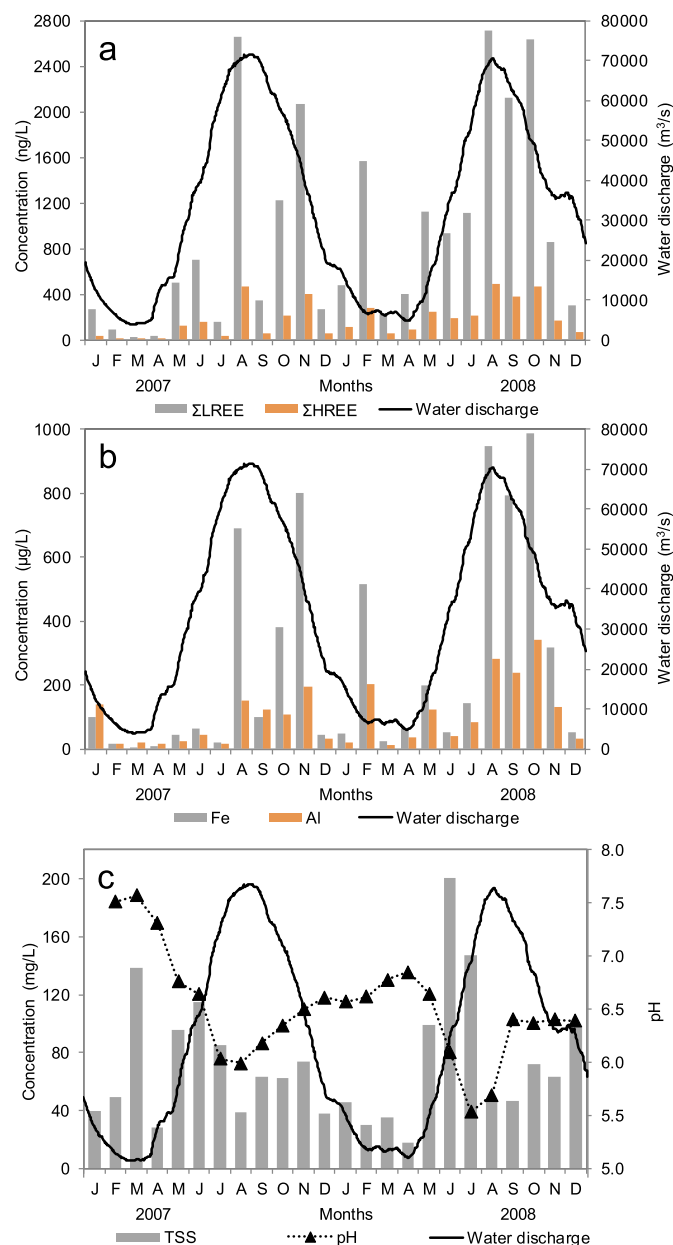 a
Concentration (ng/L)
2800
2400
2000
1600
1200
800
400
0
80000
70000
60000
50000
40000
30000
20000
10000
0
Water discharge (m³/s)
J F M A M J J A S O N D J F M A M J J A S O N D
2007 Months 2008
ΣLREE ΣHREE Water discharge
b
Concentration (µg/L)
1000
800
600
400
200
0
80000
70000
60000
50000
40000
30000
20000
10000
0
Water discharge (m³/s)
J F M A M J J A S O N D J F M A M J J A S O N D
2007 Months 2008
Fe Al Water discharge
c
Concentration (mg/L)
200
160
120
80
40
0
8.0
7.5
7.0
6.5
6.0
5.5
5.0
pH
J F M A M J J A S O N D J F M A M J J A S O N D
2007 Months 2008
TSS pH Water discharge